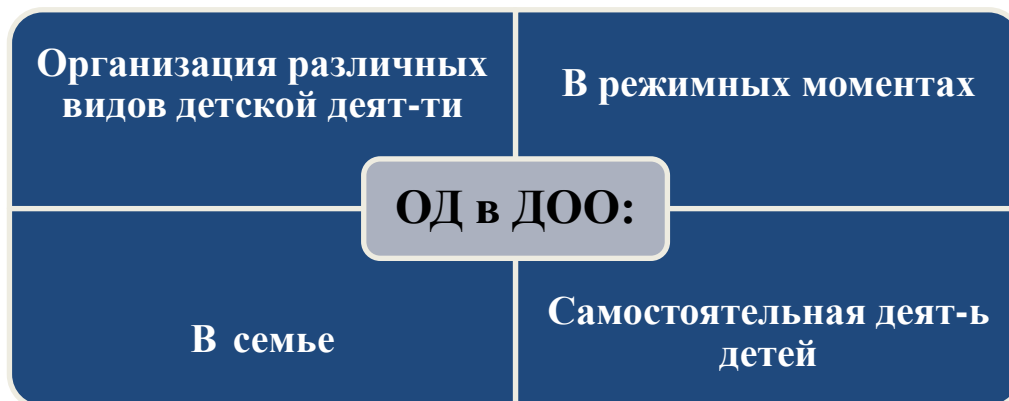 Организация различных
видов детской деят-ти
В режимных моментах
ОД в ДОО:
В семье
Самостоятельная деят-ь
детей